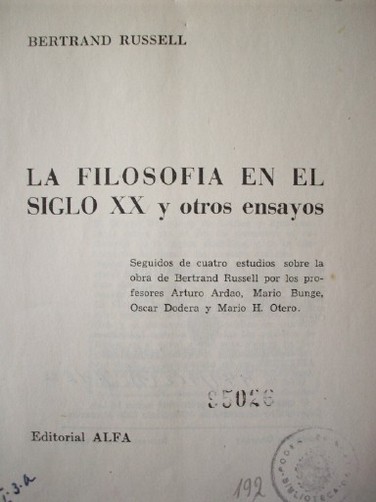 BERTRAND RUSSELL
LA FILOSOFIA EN EL
SIGLO XX y otros ensayos
Seguidos de cuatro estudios sobre la
obra de Bertrand Russell por los pro-
fesores Arturo Ardao, Mario Bunge,
Oscar Dodera y Mario H. Otero.
95026
Editorial ALFA
192